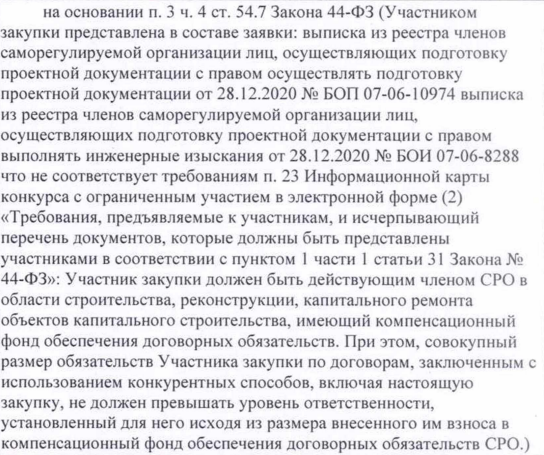 на основании п. 3 ч. 4 ст. 54.7 Закона 44-ФЗ (Участником
закупки представлена в составе заявки: выписка из реестра членов
саморегулируемой организации лиц, осуществляющих подготовку
проектной документации с правом осуществлять подготовку
проектной документации от 28.12.2020 № БОП 07-06-10974 выписка
из реестра членов саморегулируемой организации лиц,
осуществляющих подготовку проектной документации с правом
выполнять инженерные изыскания от 28.12.2020 № БОИ 07-06-8288
что не соответствует требованиям п. 23 Информационной карты
конкурса с ограниченным участием в электронной форме (2)
«Требования, предъявляемые к участникам, и исчерпывающий
перечень документов, которые должны быть представлены
участниками в соответствии с пунктом 1 части 1 статьи 31 Закона №
44-ФЗ»: Участник закупки должен быть действующим членом СРО в
области строительства, реконструкции, капитального ремонта
объектов капитального строительства, имеющий компенсационный
фонд обеспечения договорных обязательств. При этом, совокупный
размер обязательств Участника закупки по договорам, заключенным с
использованием конкурентных способов, включая настоящую
закупку, не должен превышать уровень ответственности,
установленный для него исходя из размера внесенного им взноса в
компенсационный фонд обеспечения договорных обязательств СРО.)